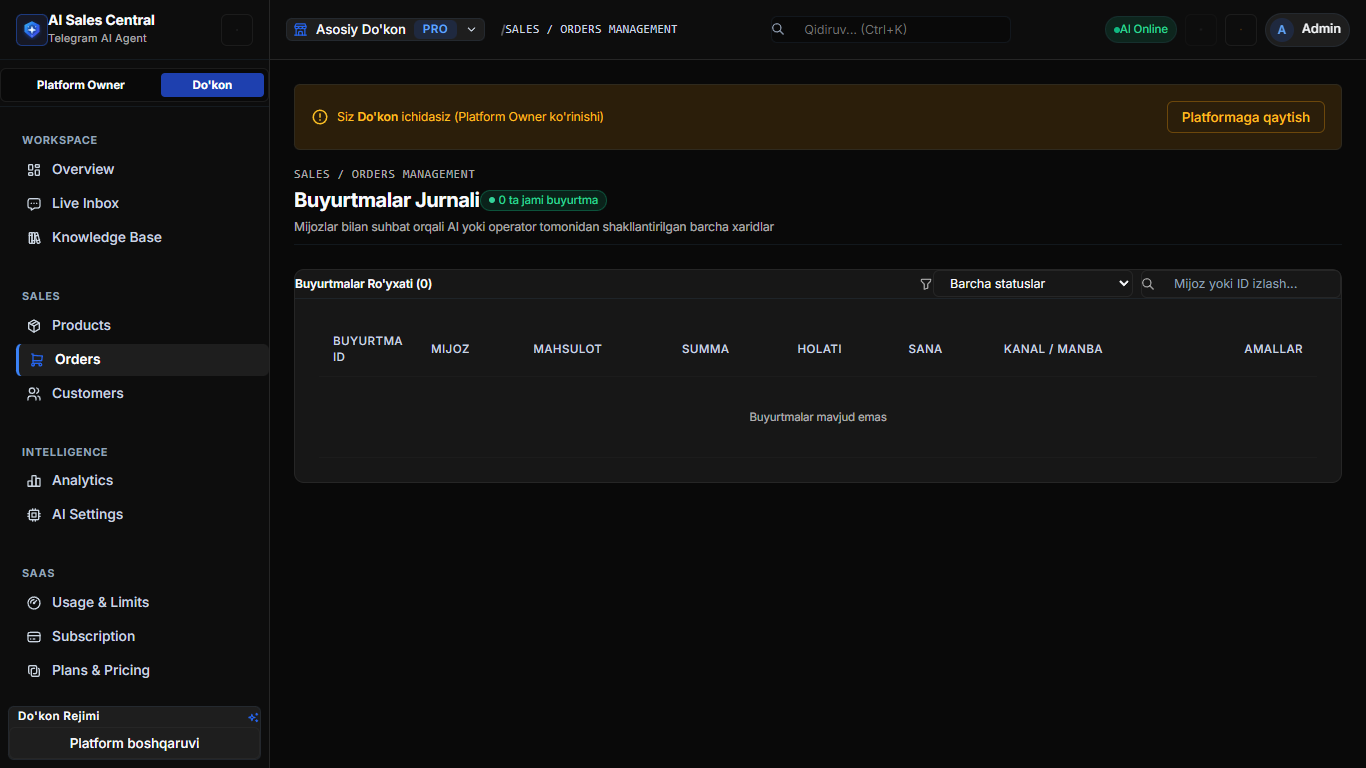 AI Sales Central
Telegram AI Agent
Platform Owner
Do'kon
WORKSPACE
Overview
Live Inbox
Knowledge Base
SALES
Products
Orders
Customers
INTELLIGENCE
Analytics
AI Settings
SAAS
Usage & Limits
Subscription
Plans & Pricing
Do'kon Rejimi
Platform boshqaruvi
Asosiy Do'kon PRO
/SALES / ORDERS MANAGEMENT
Qidiruv... (Ctrl+K)
AI Online
A Admin
Siz Do'kon ichidasiz (Platform Owner ko'rinishi)
Platformaga qaytish
SALES / ORDERS MANAGEMENT
Buyurtmalar Jurnali
0 ta jami buyurtma
Mijozlar bilan suhbat orqali AI yoki operator tomonidan shakllantirilgan barcha xaridlar
Buyurtmalar Ro'yxati (0)
Barcha statuslar
Mijoz yoki ID izlash...
BUYURTMA ID
MIJOZ
MAHSULOT
SUMMA
HOLATI
SANA
KANAL / MANBA
AMALLAR
Buyurtmalar mavjud emas